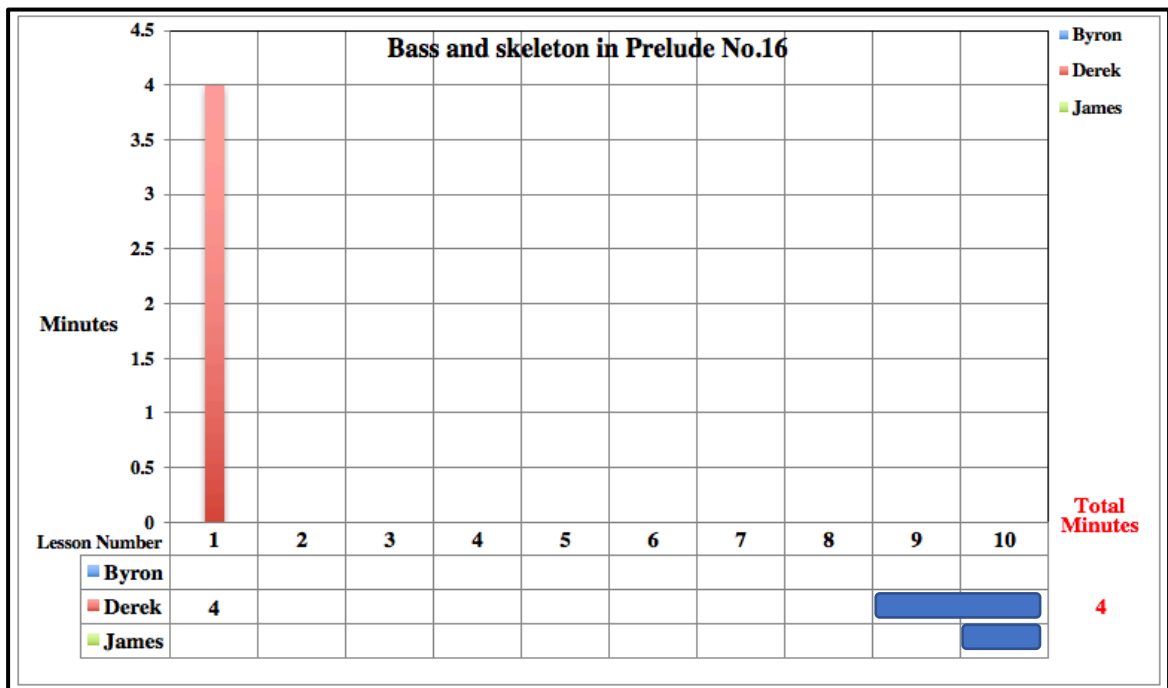 Bass and skeleton in Prelude No.16
4.5
4
3.5
3
2.5
2
1.5
1
0.5
0
Minutes
Byron
Derek
James
Lesson Number 1 2 3 4 5 6 7 8 9 10
Total
Minutes
Byron
Derek 4 4
James